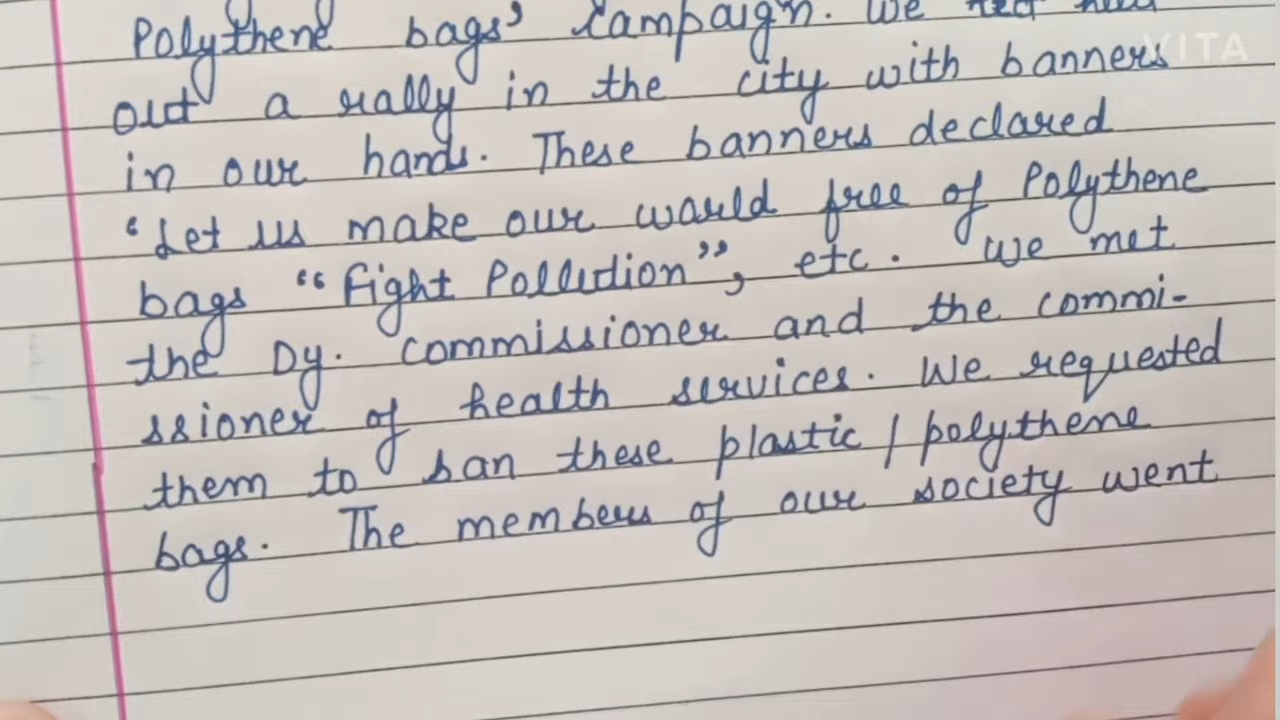 Polythene bags' campaign. We
out a rally in the city with banners
in our hands. These banners declared
'Let us make our world free of Polythene
bags "Fight Pollution", etc. We met
the Dy. Commissioner and the commi-
ssioner of health services. We requested
them to ban these plastic / polythene
bags. The members of our society went
VITA